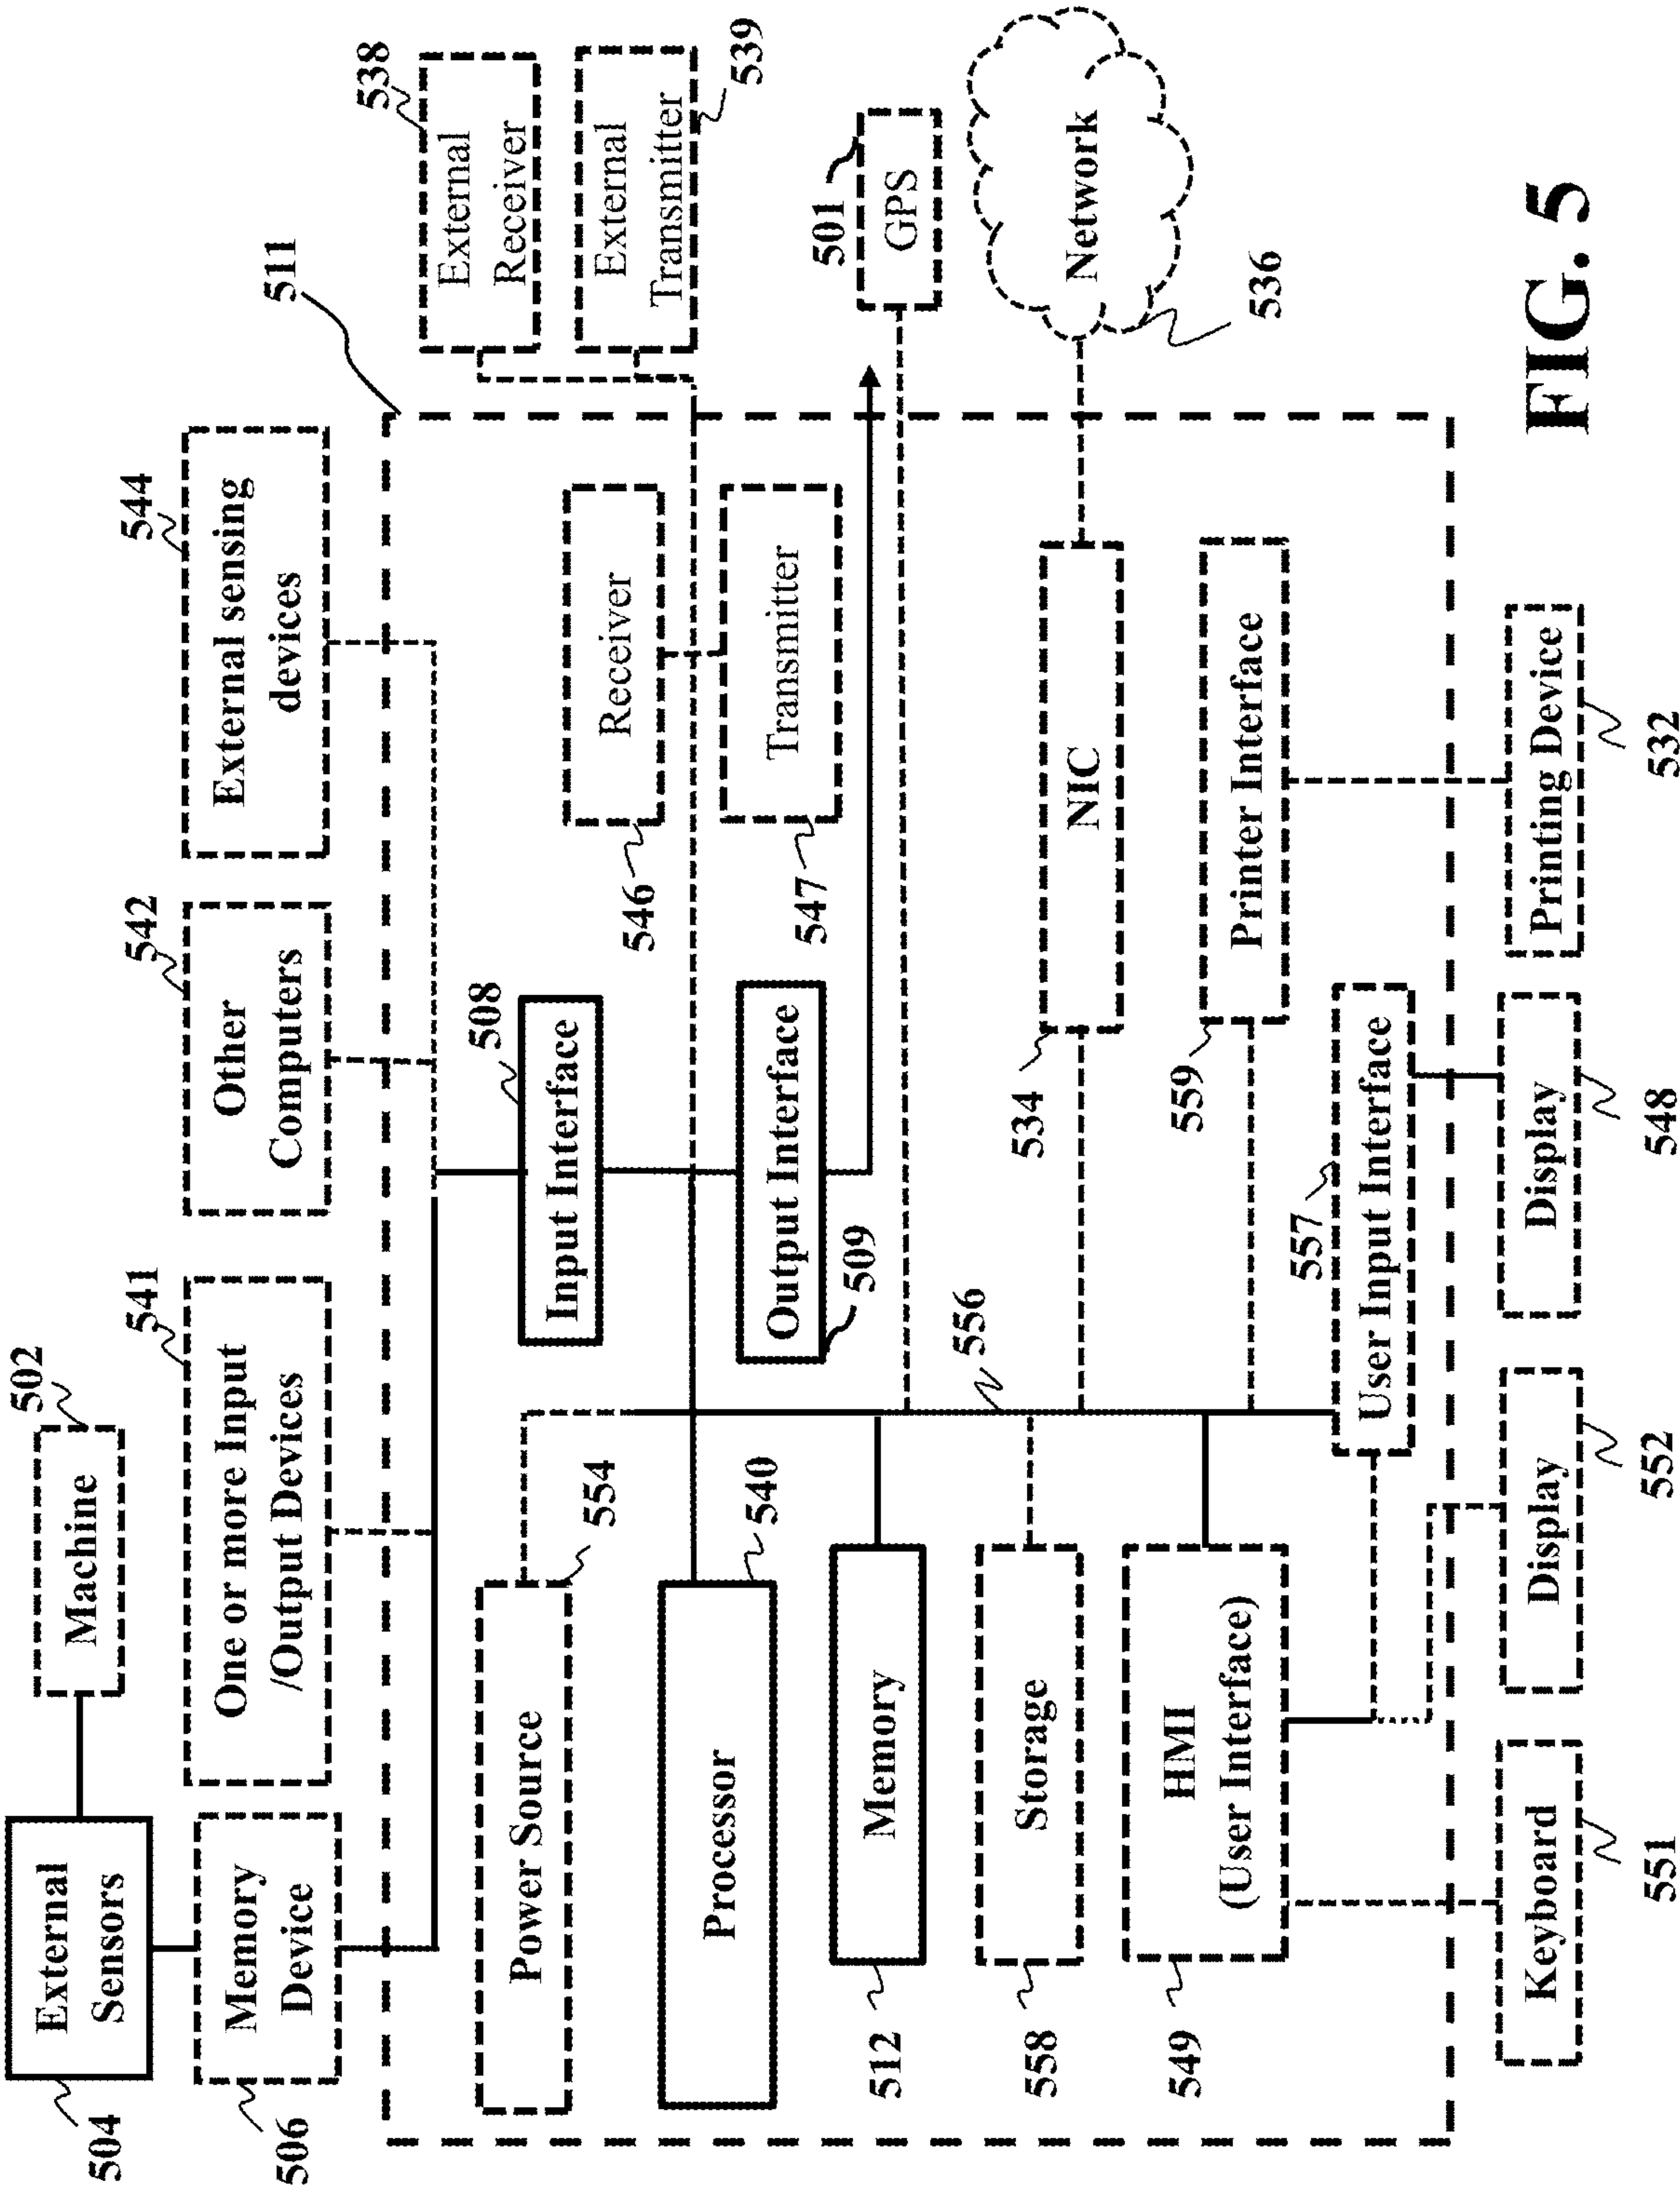 502
Machine
504
External
Sensors
506
Memory
Device
541
One or more Input
/Output Devices
542
Other
Computers
544
External sensing
devices
511
538
External
Receiver
539
External
Transmitter
554
Power Source
508
Input Interface
546
Receiver
540
Processor
509
Output Interface
547
Transmitter
501
GPS
512
Memory
556
558
Storage
534
NIC
Network
536
549
HMI
(User Interface)
559
Printer Interface
557
User Input Interface
551
Keyboard
552
Display
548
Display
532
Printing Device
FIG. 5